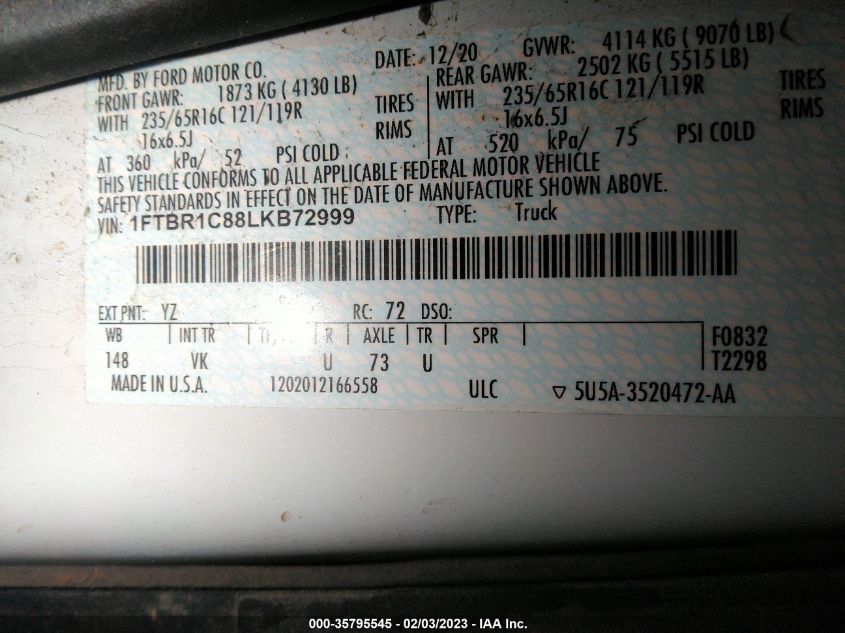 MFD. BY FORD MOTOR CO. DATE: 12/20 GVWR: 4114 KG ( 9070 LB)
FRONT GAWR: 1873 KG ( 4130 LB) REAR GAWR: 2502 KG ( 5515 LB)
WITH 235/65R16C 121/119R TIRES WITH 235/65R16C 121/119R TIRES
16x6.5J RIMS 16x6.5J RIMS
AT 360 kPa/ 52 PSI COLD AT 520 kPa/ 75 PSI COLD
THIS VEHICLE CONFORMS TO ALL APPLICABLE FEDERAL MOTOR VEHICLE
SAFETY STANDARDS IN EFFECT ON THE DATE OF MANUFACTURE SHOWN ABOVE.
VIN: 1FTBR1C88LKB72999 TYPE: Truck
EXT PNT: YZ RC: 72 DSO:
WB INT TR R AXLE TR SPR F0832
148 VK U 73 U T2298
MADE IN U.S.A. 1202012166558 ULC 5U5A-3520472-AA
000-35795545 - 02/03/2023 - IAA Inc.